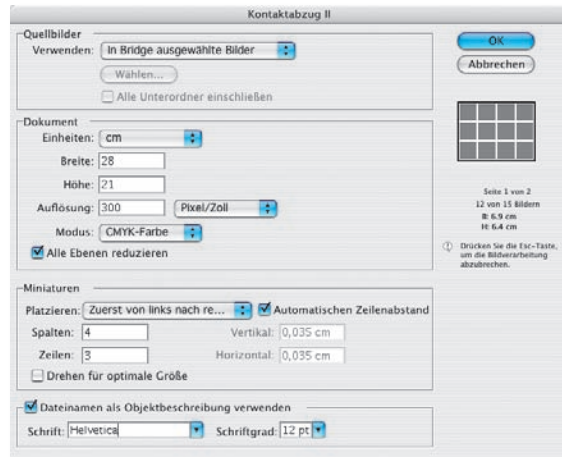 Kontaktabzug II
Quellbilder
Verwenden: In Bridge ausgewählte Bilder
Wählen...
Alle Unterordner einschließen
OK
Abbrechen
Dokument
Einheiten: cm
Breite: 28
Höhe: 21
Auflösung: 300 Pixel/Zoll
Modus: CMYK-Farbe
Alle Ebenen reduzieren
Seite 1 von 2
12 von 15 Bildern
B: 6.9 cm
H: 6.4 cm
Drücken Sie die Esc-Taste,
um die Bildverarbeitung
abzubrechen.
Miniaturen
Platzieren: Zuerst von links nach re... Automatischen Zeilenabstand
Spalten: 4 Vertikal: 0,035 cm
Zeilen: 3 Horizontal: 0,035 cm
Drehen für optimale Größe
Dateinamen als Objektbeschreibung verwenden
Schrift: Helvetica Schriftgrad: 12 pt